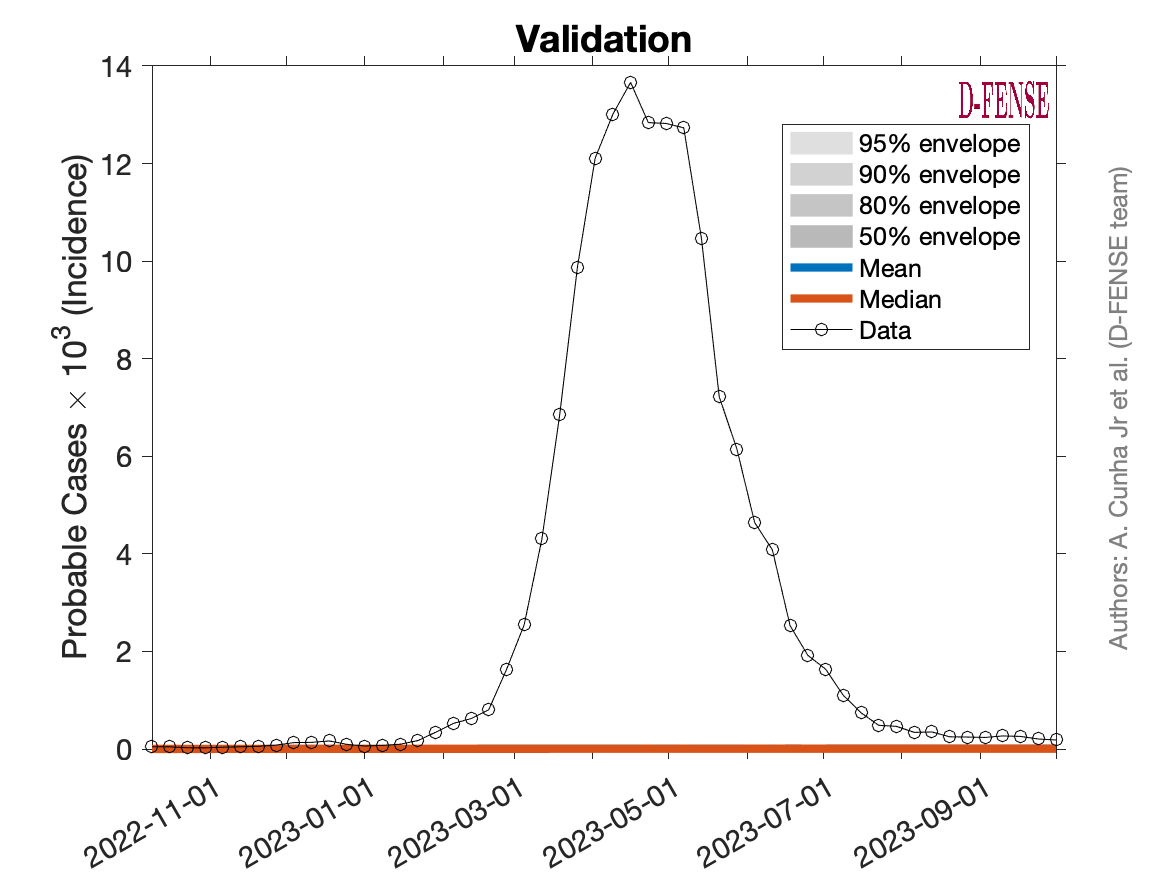 Validation
D-FENSE
95% envelope
90% envelope
80% envelope
50% envelope
Mean
Median
Data
Probable Cases × 10³ (Incidence)
14
12
10
8
6
4
2
0
2022-11-01
2023-01-01
2023-03-01
2023-05-01
2023-07-01
2023-09-01
Authors: A. Cunha Jr et al. (D-FENSE team)